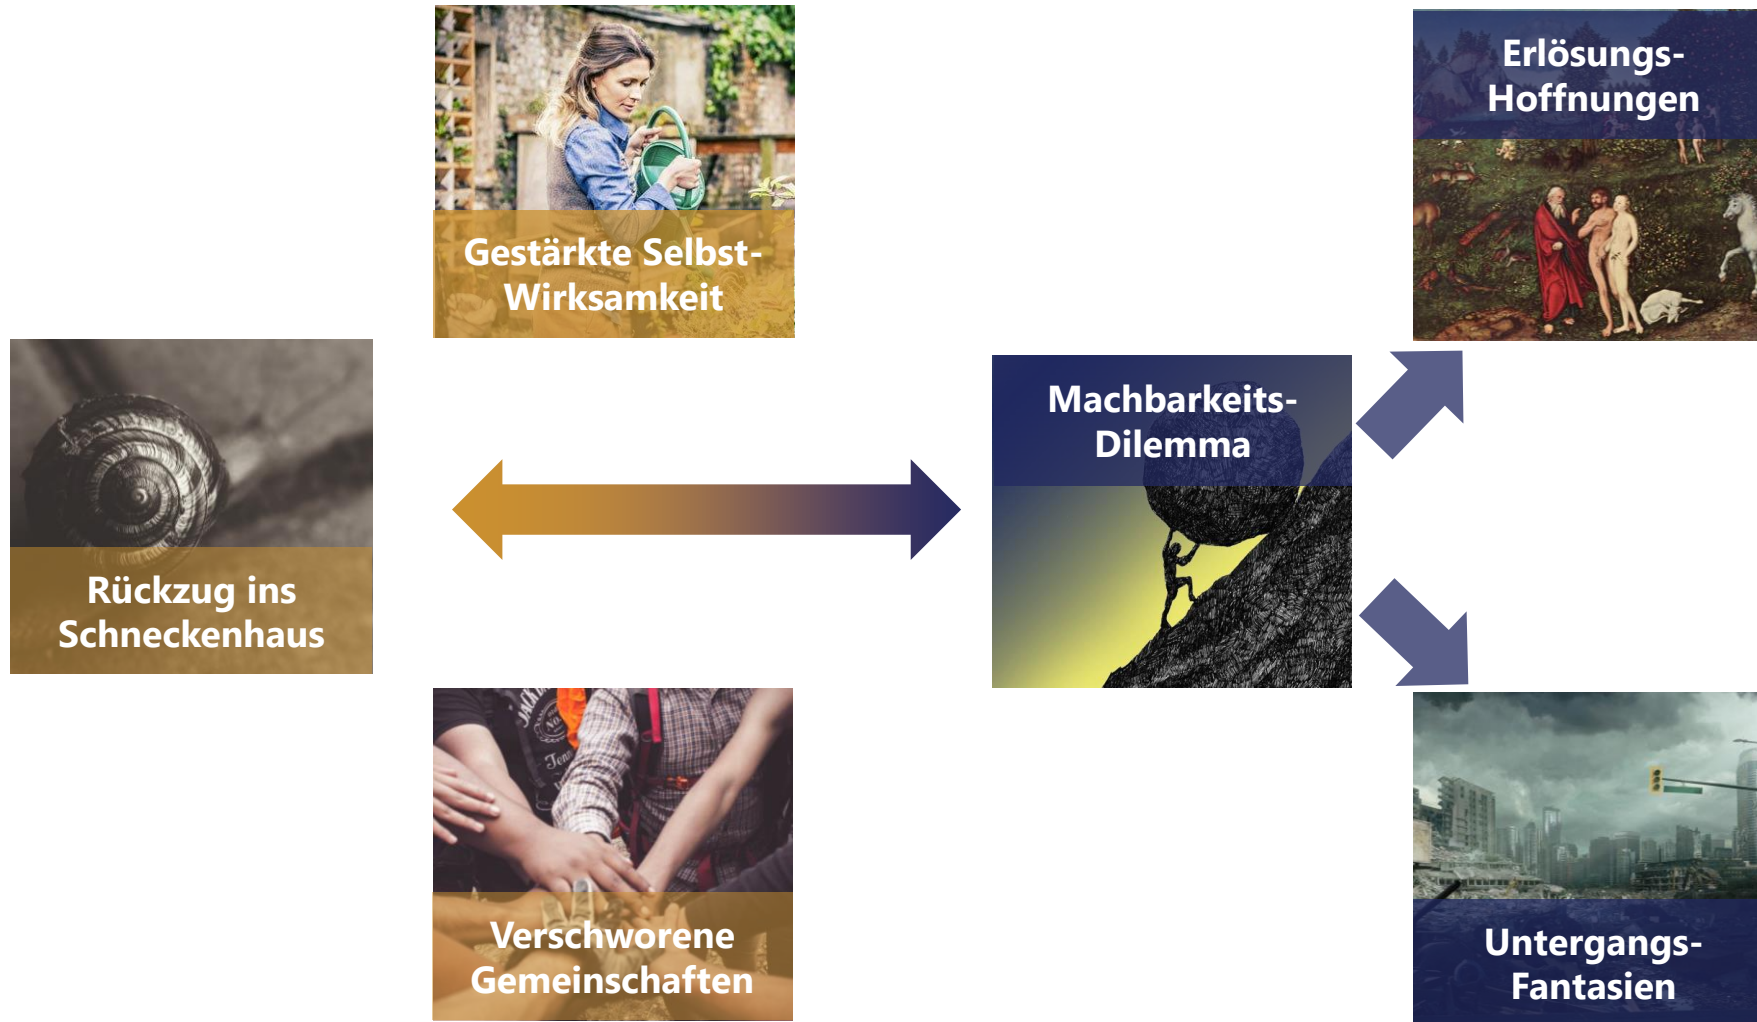 Gestärkte Selbst-
Wirksamkeit
Erlösungs-
Hoffnungen
Rückzug ins
Schneckenhaus
Machbarkeits-
Dilemma
Verschworene
Gemeinschaften
Untergangs-
Fantasien